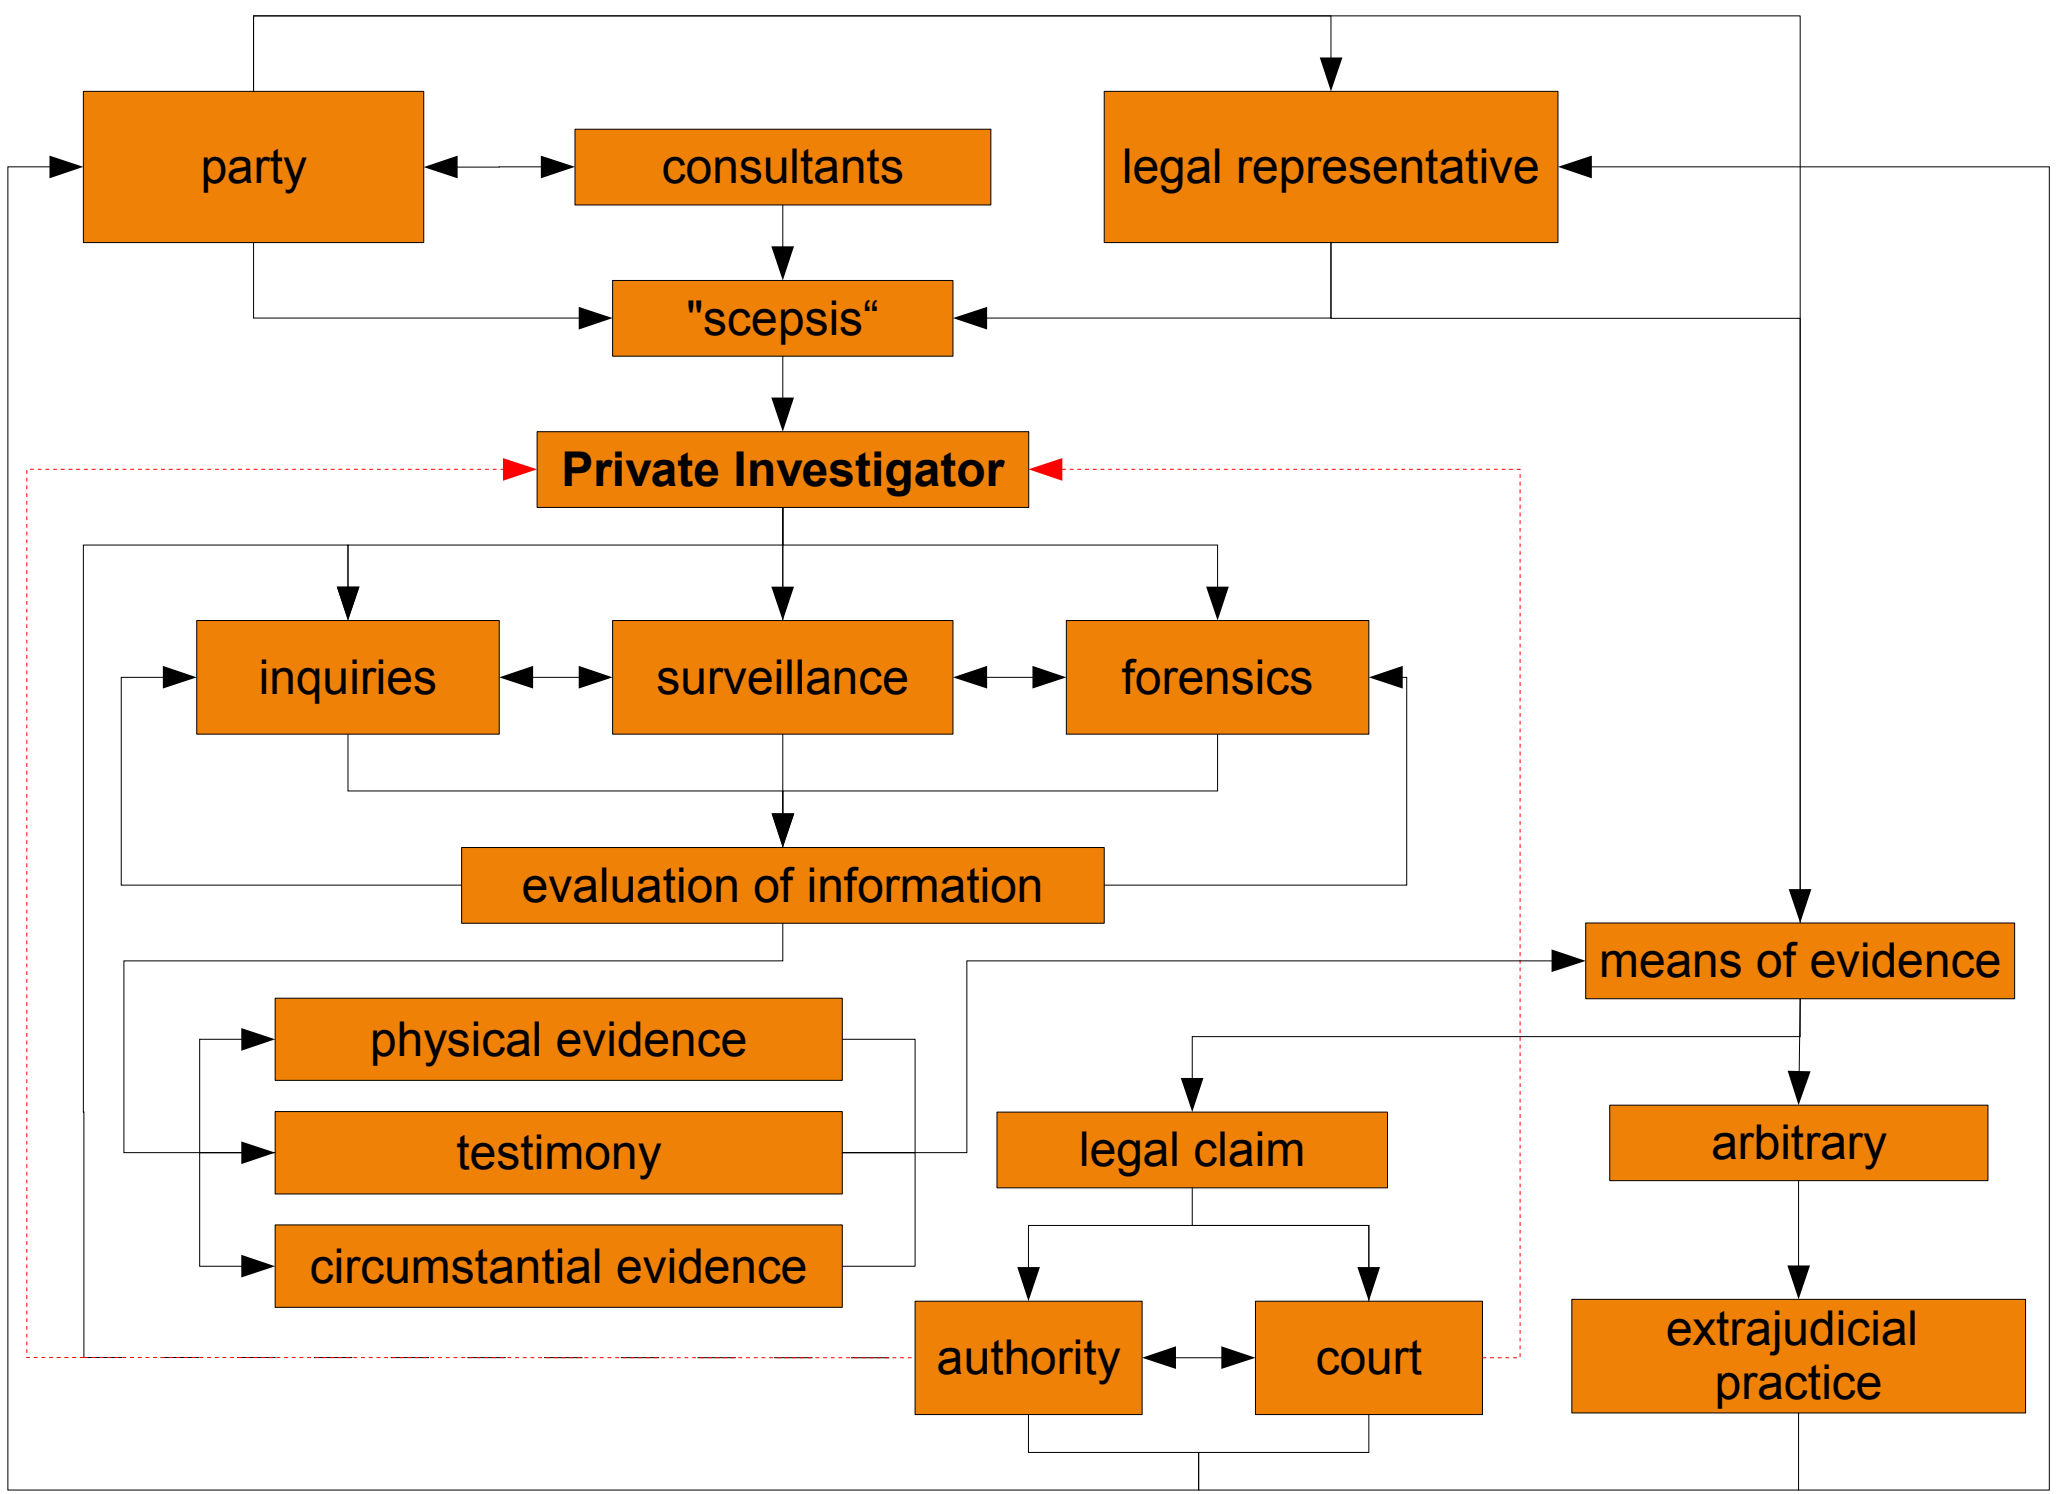 party
consultants
legal representative
"scepsis“
Private Investigator
inquiries
surveillance
forensics
evaluation of information
means of evidence
physical evidence
testimony
legal claim
arbitrary
circumstantial evidence
authority
court
extrajudicial
practice